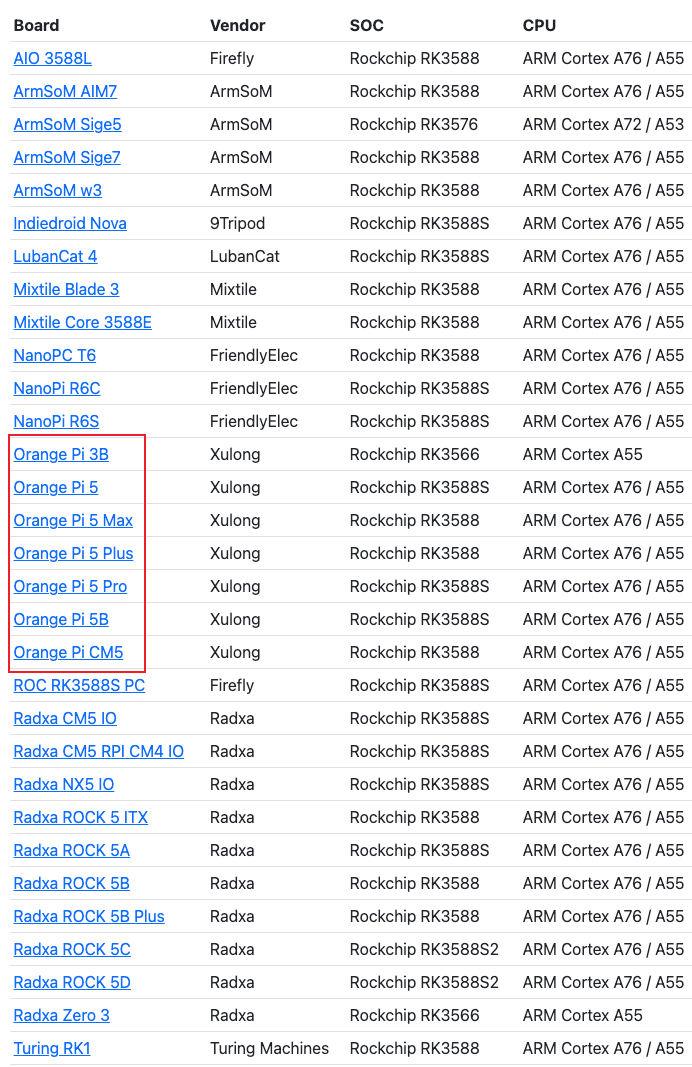 Board Vendor SOC CPU
AIO 3588L Firefly Rockchip RK3588 ARM Cortex A76 / A55
ArmSoM AIM7 ArmSoM Rockchip RK3588 ARM Cortex A76 / A55
ArmSoM Sige5 ArmSoM Rockchip RK3576 ARM Cortex A72 / A53
ArmSoM Sige7 ArmSoM Rockchip RK3588 ARM Cortex A76 / A55
ArmSoM w3 ArmSoM Rockchip RK3588 ARM Cortex A76 / A55
Indiedroid Nova 9Tripod Rockchip RK3588S ARM Cortex A76 / A55
LubanCat 4 LubanCat Rockchip RK3588S ARM Cortex A76 / A55
Mixtile Blade 3 Mixtile Rockchip RK3588 ARM Cortex A76 / A55
Mixtile Core 3588E Mixtile Rockchip RK3588 ARM Cortex A76 / A55
NanoPC T6 FriendlyElec Rockchip RK3588 ARM Cortex A76 / A55
NanoPi R6C FriendlyElec Rockchip RK3588S ARM Cortex A76 / A55
NanoPi R6S FriendlyElec Rockchip RK3588S ARM Cortex A76 / A55
Orange Pi 3B Xulong Rockchip RK3566 ARM Cortex A55
Orange Pi 5 Xulong Rockchip RK3588S ARM Cortex A76 / A55
Orange Pi 5 Max Xulong Rockchip RK3588 ARM Cortex A76 / A55
Orange Pi 5 Plus Xulong Rockchip RK3588 ARM Cortex A76 / A55
Orange Pi 5 Pro Xulong Rockchip RK3588S ARM Cortex A76 / A55
Orange Pi 5B Xulong Rockchip RK3588S ARM Cortex A76 / A55
Orange Pi CM5 Xulong Rockchip RK3588 ARM Cortex A76 / A55
ROC RK3588S PC Firefly Rockchip RK3588S ARM Cortex A76 / A55
Radxa CM5 IO Radxa Rockchip RK3588S ARM Cortex A76 / A55
Radxa CM5 RPI CM4 IO Radxa Rockchip RK3588S ARM Cortex A76 / A55
Radxa NX5 IO Radxa Rockchip RK3588S ARM Cortex A76 / A55
Radxa ROCK 5 ITX Radxa Rockchip RK3588 ARM Cortex A76 / A55
Radxa ROCK 5A Radxa Rockchip RK3588S ARM Cortex A76 / A55
Radxa ROCK 5B Radxa Rockchip RK3588 ARM Cortex A76 / A55
Radxa ROCK 5B Plus Radxa Rockchip RK3588 ARM Cortex A76 / A55
Radxa ROCK 5C Radxa Rockchip RK3588S2 ARM Cortex A76 / A55
Radxa ROCK 5D Radxa Rockchip RK3588S2 ARM Cortex A76 / A55
Radxa Zero 3 Radxa Rockchip RK3566 ARM Cortex A55
Turing RK1 Turing Machines Rockchip RK3588 ARM Cortex A76 / A55